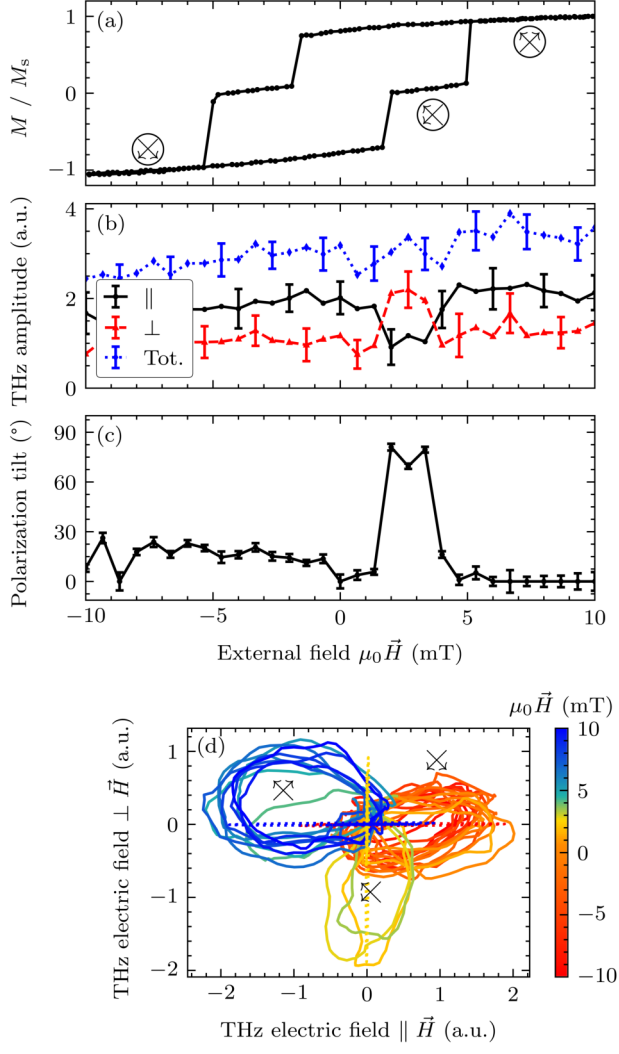 (a)
M / Ms
1
0
−1
(b)
THz amplitude (a.u.)
4
2
0
∥
⊥
Tot.
(c)
Polarization tilt (°)
90
60
30
0
−10
−5
0
5
10
External field μ₀H⃗ (mT)
μ₀H⃗ (mT)
(d)
THz electric field ⊥ H⃗ (a.u.)
1
0
−1
−2
−2
−1
0
1
2
THz electric field ∥ H⃗ (a.u.)
10
5
0
−5
−10